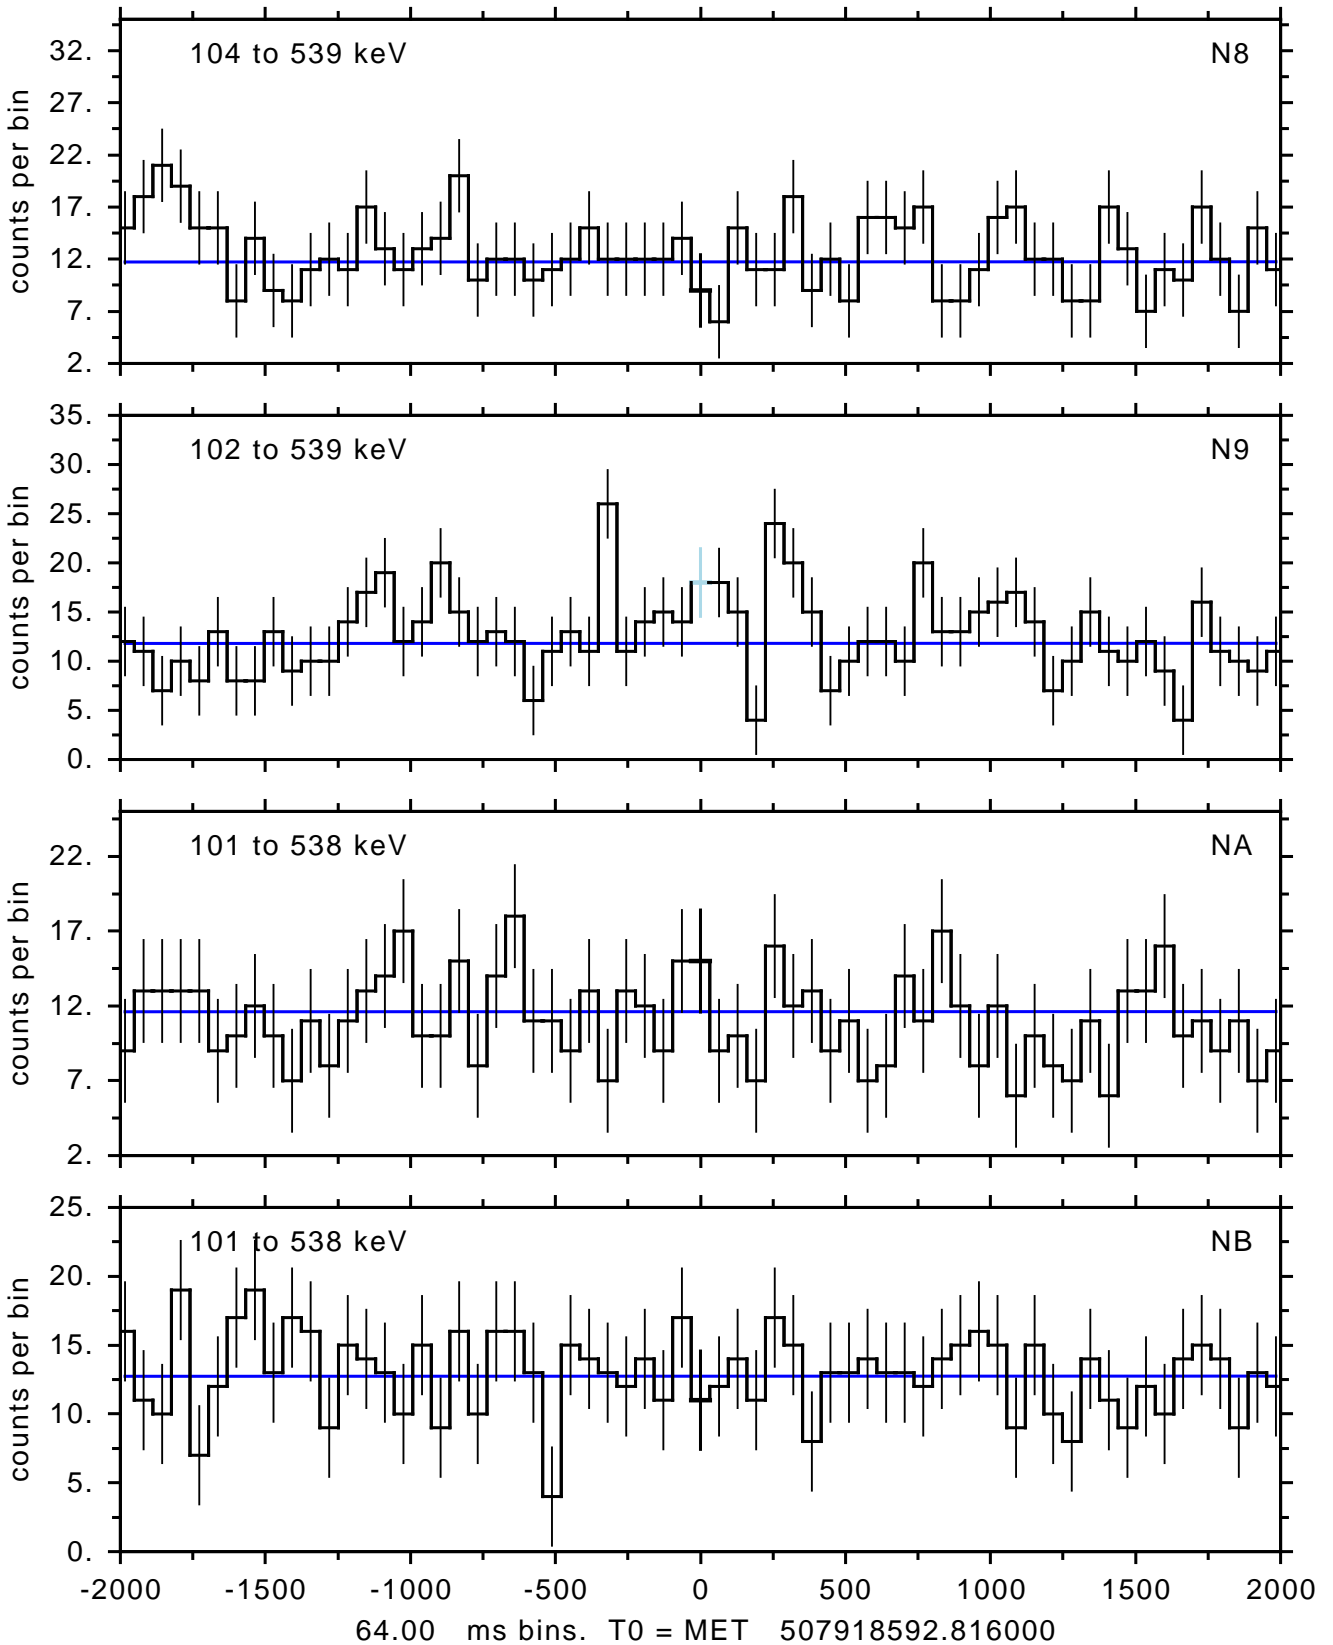 104 to 539 keV N8
32.
27.
22.
17.
12.
7.
2.
counts per bin
102 to 539 keV N9
35.
30.
25.
20.
15.
10.
5.
0.
counts per bin
101 to 538 keV NA
22.
17.
12.
7.
2.
counts per bin
101 to 538 keV NB
25.
20.
15.
10.
5.
0.
counts per bin
-2000 -1500 -1000 -500 0 500 1000 1500 2000
64.00 ms bins. T0 = MET 507918592.816000